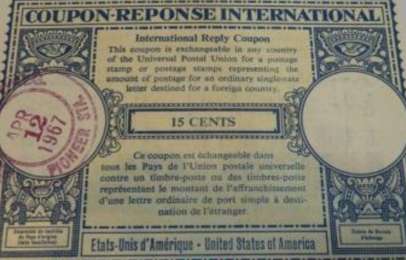 COUPON-REPONSE INTERNATIONAL
International Reply Coupon
This coupon is exchangeable in any country
of the Universal Postal Union for a postage
stamp or postage stamps representing the
amount of postage for an ordinary single-rate
letter destined for a foreign country.
15 CENTS
Ce coupon est échangeable dans
tous les Pays de l'Union postale universelle
contre un timbre-poste ou des timbres-poste
représentant le montant de l'affranchissement
d'une lettre ordinaire de port simple à desti-
nation de l'étranger.
Etats-Unis d'Amérique - United States of America
APR
12
1967
PIONEER STA.